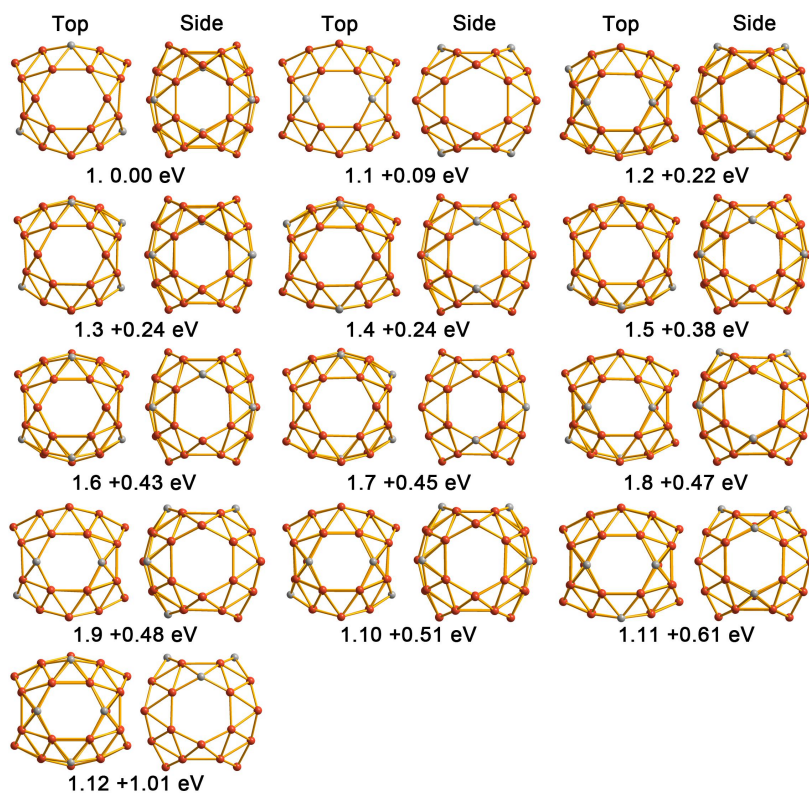 Top Side Top Side Top Side
1. 0.00 eV 1.1 +0.09 eV 1.2 +0.22 eV
1.3 +0.24 eV 1.4 +0.24 eV 1.5 +0.38 eV
1.6 +0.43 eV 1.7 +0.45 eV 1.8 +0.47 eV
1.9 +0.48 eV 1.10 +0.51 eV 1.11 +0.61 eV
1.12 +1.01 eV